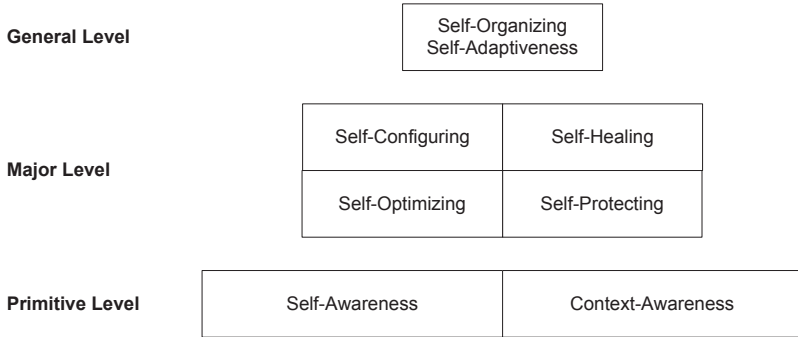 General Level
Self-Organizing
Self-Adaptiveness
Major Level
Self-Configuring
Self-Healing
Self-Optimizing
Self-Protecting
Primitive Level
Self-Awareness
Context-Awareness